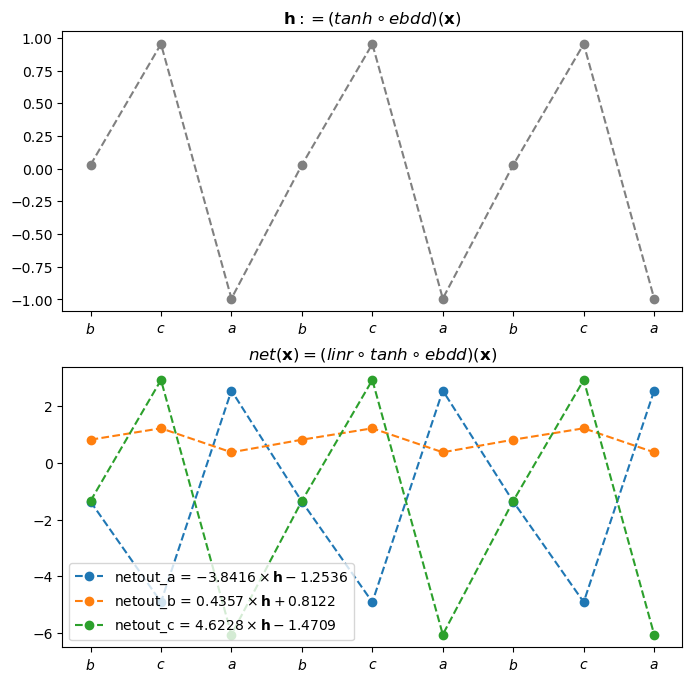 h := (tanh ∘ ebdd)(x)
1.00
0.75
0.50
0.25
0.00
−0.25
−0.50
−0.75
−1.00
b c a b c a b c a
net(x) = (linr ∘ tanh ∘ ebdd)(x)
2
0
−2
−4
−6
netout_a = −3.8416 × h − 1.2536
netout_b = 0.4357 × h + 0.8122
netout_c = 4.6228 × h − 1.4709
b c a b c a b c a